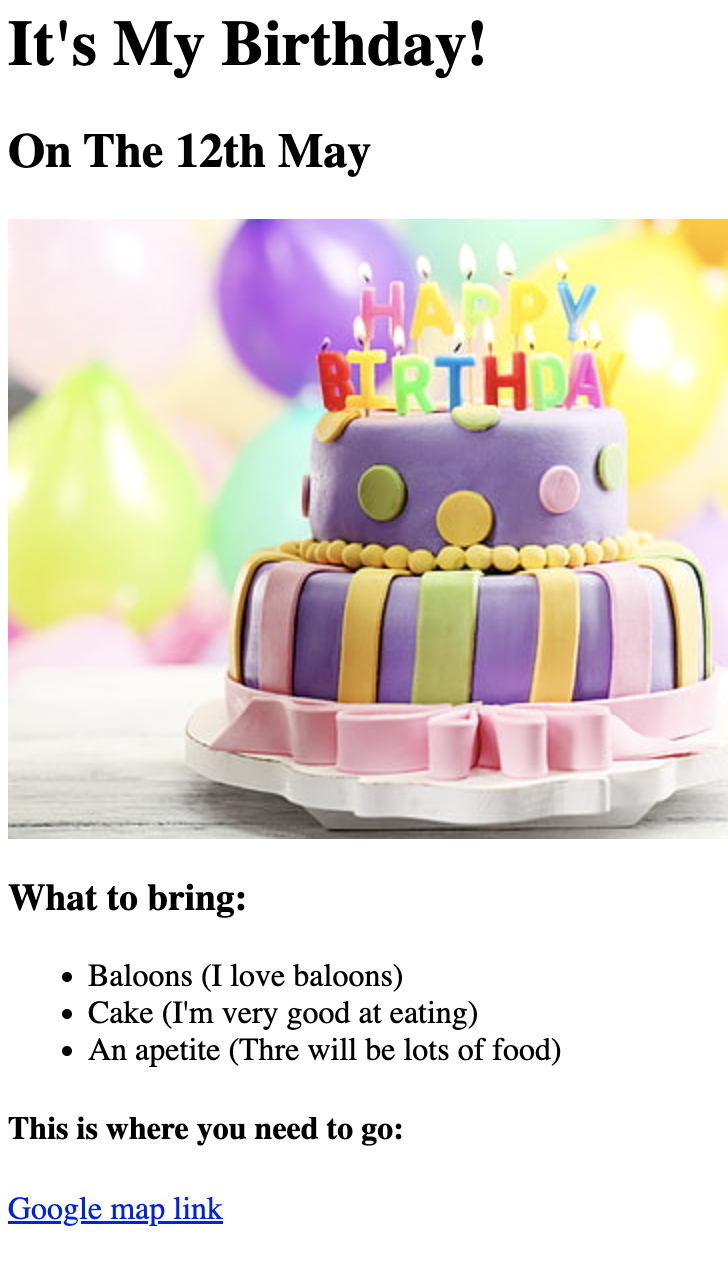 It's My Birthday!
On The 12th May
HAPPY
BIRTHDAY
What to bring:
Baloons (I love baloons)
Cake (I'm very good at eating)
An apetite (Thre will be lots of food)
This is where you need to go:
Google map link